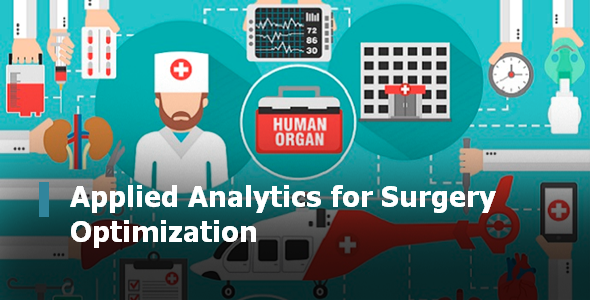 72
86
30
HUMAN
ORGAN
Applied Analytics for Surgery
Optimization